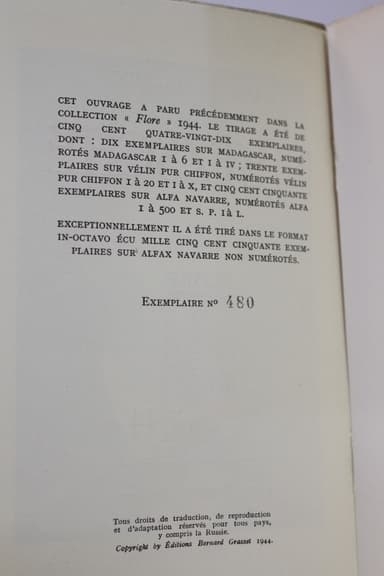 CET OUVRAGE A PARU PRÉCÉDEMMENT DANS LA
COLLECTION « Flore » 1944. LE TIRAGE A ÉTÉ DE
CINQ CENT QUATRE-VINGT-DIX EXEMPLAIRES,
DONT : DIX EXEMPLAIRES SUR MADAGASCAR, NUMÉ-
ROTÉS MADAGASCAR I à 6 ET I à IV ; TRENTE EXEM-
PLAIRES SUR VÉLIN PUR CHIFFON, NUMÉROTÉS VÉLIN
PUR CHIFFON I à 20 ET I à X, ET CINQ CENT CINQUANTE
EXEMPLAIRES SUR ALFA NAVARRE, NUMÉROTÉS ALFA
I à 500 ET S. P. I à L.
EXCEPTIONNELLEMENT IL A ÉTÉ TIRÉ DANS LE FORMAT
IN-OCTAVO ÉCU MILLE CINQ CENT CINQUANTE EXEM-
PLAIRES SUR ALFAX NAVARRE NON NUMÉROTÉS.
EXEMPLAIRE No 480
Tous droits de traduction, de reproduction
et d'adaptation réservés pour tous pays,
y compris la Russie.
Copyright by Éditions Bernard Grasset 1944.